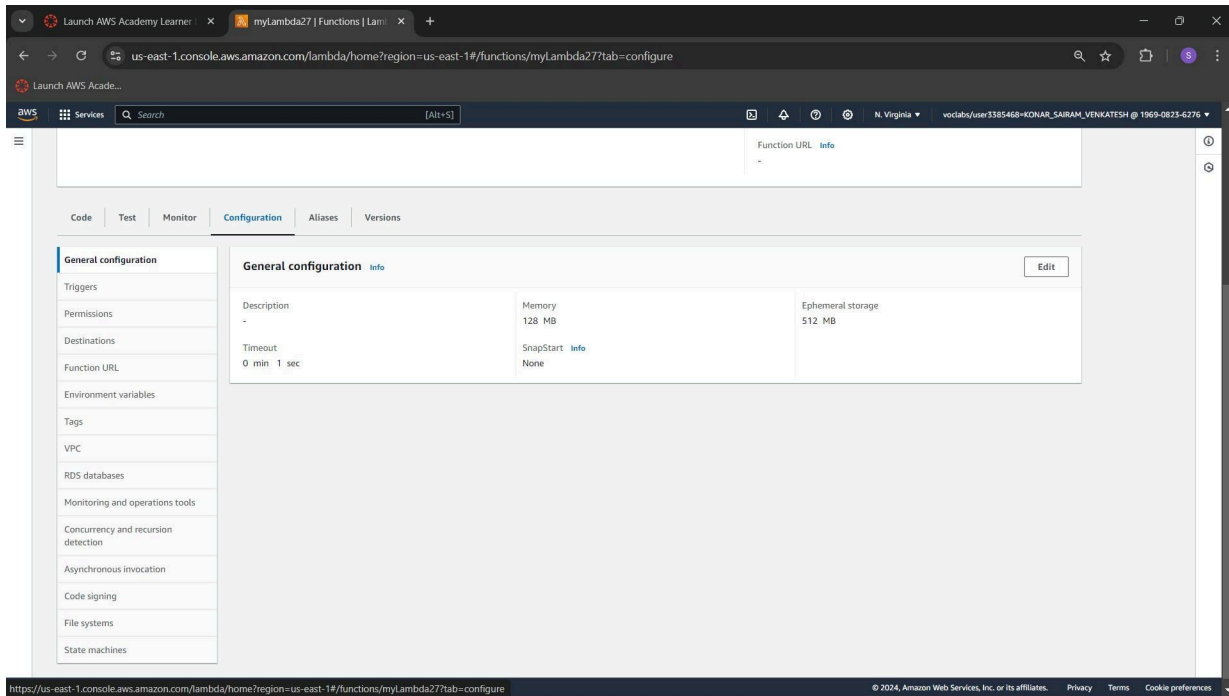 Launch AWS Academy Learner
myLambda27 | Functions | Lam
us-east-1.console.aws.amazon.com/lambda/home?region=us-east-1#/functions/myLambda27?tab=configure
S
Launch AWS Acade...
aws
Services
Search
[Alt+S]
N. Virginia
voclabs/user3385468=KONAR_SAIRAM_VENKATESH @ 1969-0823-6276
Function URL Info
-
Code
Test
Monitor
Configuration
Aliases
Versions
General configuration
Triggers
Permissions
Destinations
Function URL
Environment variables
Tags
VPC
RDS databases
Monitoring and operations tools
Concurrency and recursion
detection
Asynchronous invocation
Code signing
File systems
State machines
General configuration Info
Edit
Description
-
Memory
128 MB
Ephemeral storage
512 MB
Timeout
0 min 1 sec
SnapStart Info
None
https://us-east-1.console.aws.amazon.com/lambda/home?region=us-east-1#/functions/myLambda27?tab=configure
© 2024, Amazon Web Services, Inc. or its affiliates.
Privacy
Terms
Cookie preferences